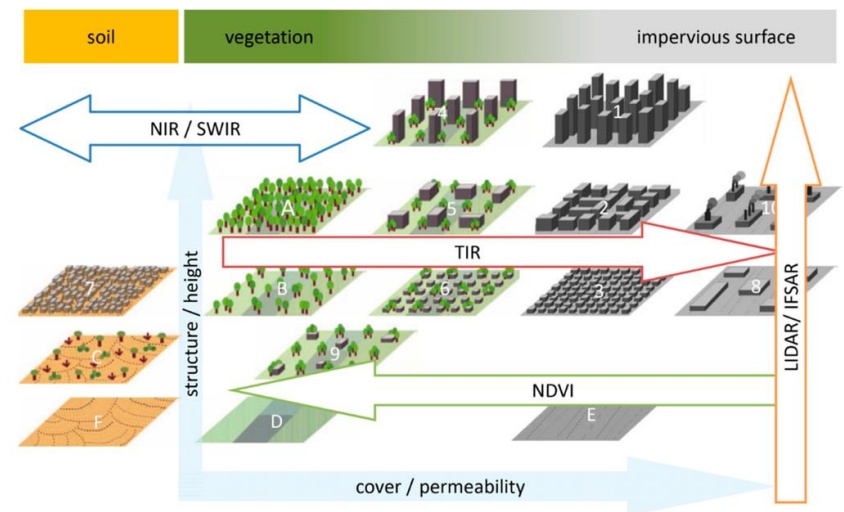 soil vegetation impervious surface
4 1
NIR / SWIR
A 5 2 10
TIR
structure / height
7 B 6 3 8
LIDAR/ IFSAR
C 9
NDVI
F D E
cover / permeability